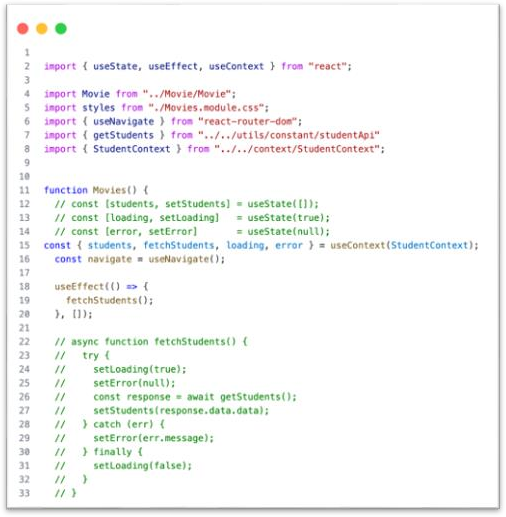 1
2 import { useState, useEffect, useContext } from "react";
3
4 import Movie from "../Movie/Movie";
5 import styles from "./Movies.module.css";
6 import { useNavigate } from "react-router-dom";
7 import { getStudents } from "../../utils/constant/studentApi"
8 import { StudentContext } from "../../context/StudentContext";
9
10
11 function Movies() {
12 // const [students, setStudents] = useState([]);
13 // const [loading, setLoading] = useState(true);
14 // const [error, setError] = useState(null);
15 const { students, fetchStudents, loading, error } = useContext(StudentContext);
16 const navigate = useNavigate();
17
18 useEffect(() => {
19 fetchStudents();
20 }, []);
21
22 // async function fetchStudents() {
23 // try {
24 // setLoading(true);
25 // setError(null);
26 // const response = await getStudents();
27 // setStudents(response.data.data);
28 // } catch (err) {
29 // setError(err.message);
30 // } finally {
31 // setLoading(false);
32 // }
33 // }